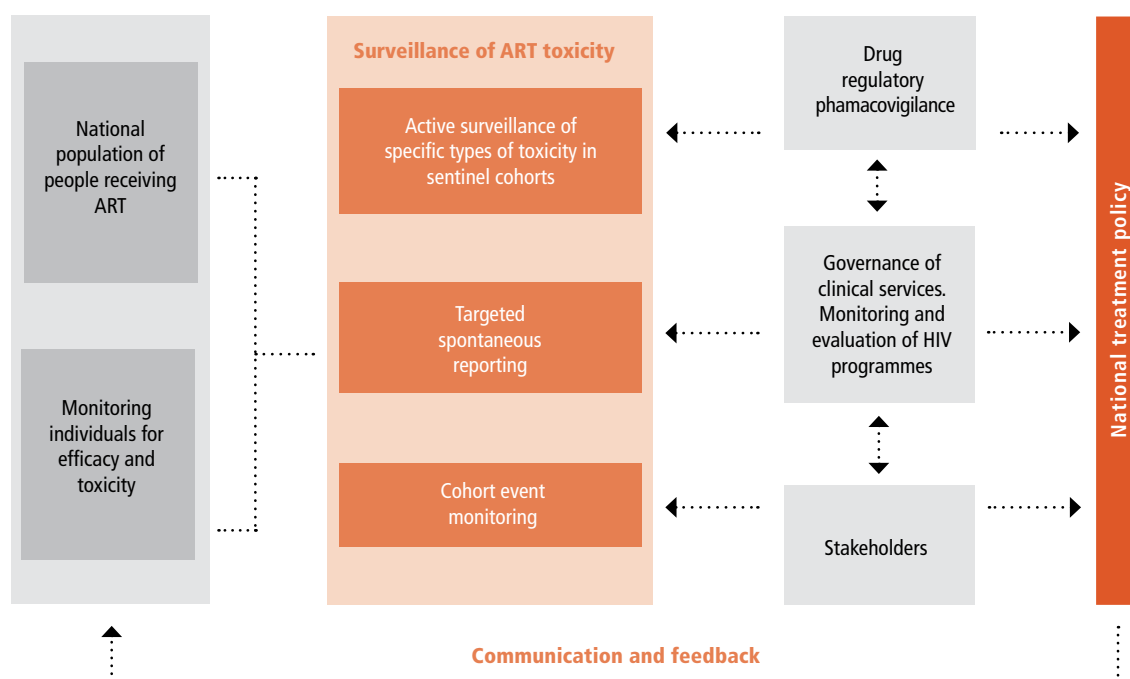 National
population of
people receiving
ART
Monitoring
individuals for
efficacy and
toxicity
Surveillance of ART toxicity
Active surveillance of
specific types of toxicity in
sentinel cohorts
Targeted
spontaneous
reporting
Cohort event
monitoring
Drug
regulatory
phamacovigilance
Governance of
clinical services.
Monitoring and
evaluation of HIV
programmes
Stakeholders
National treatment policy
Communication and feedback